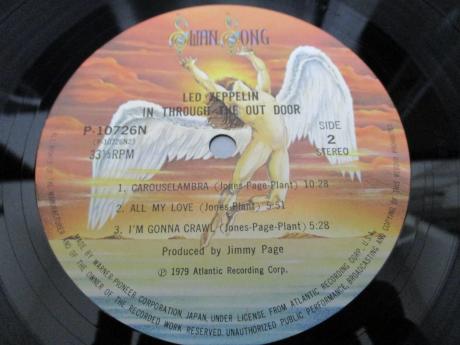 SWAN SONG
LED ZEPPELIN
IN THROUGH THE OUT DOOR
P-10726N
(P-10726N2)
33⅓RPM
SIDE
2
STEREO
1. CAROUSELAMBRA (Jones-Page-Plant) 10:28
2. ALL MY LOVE (Jones-Plant) 5:51
3. I'M GONNA CRAWL (Jones-Page-Plant) 5:28
Produced by Jimmy Page
Ⓟ 1979 Atlantic Recording Corp.
MADE BY WARNER-PIONEER CORPORATION, JAPAN, UNDER LICENSE FROM ATLANTIC RECORDING CORP., U.S.A.
AND OF THE OWNER OF THE RECORDED WORK RESERVED. UNAUTHORIZED PUBLIC PERFORMANCE, BROADCASTING AND COPYING OF